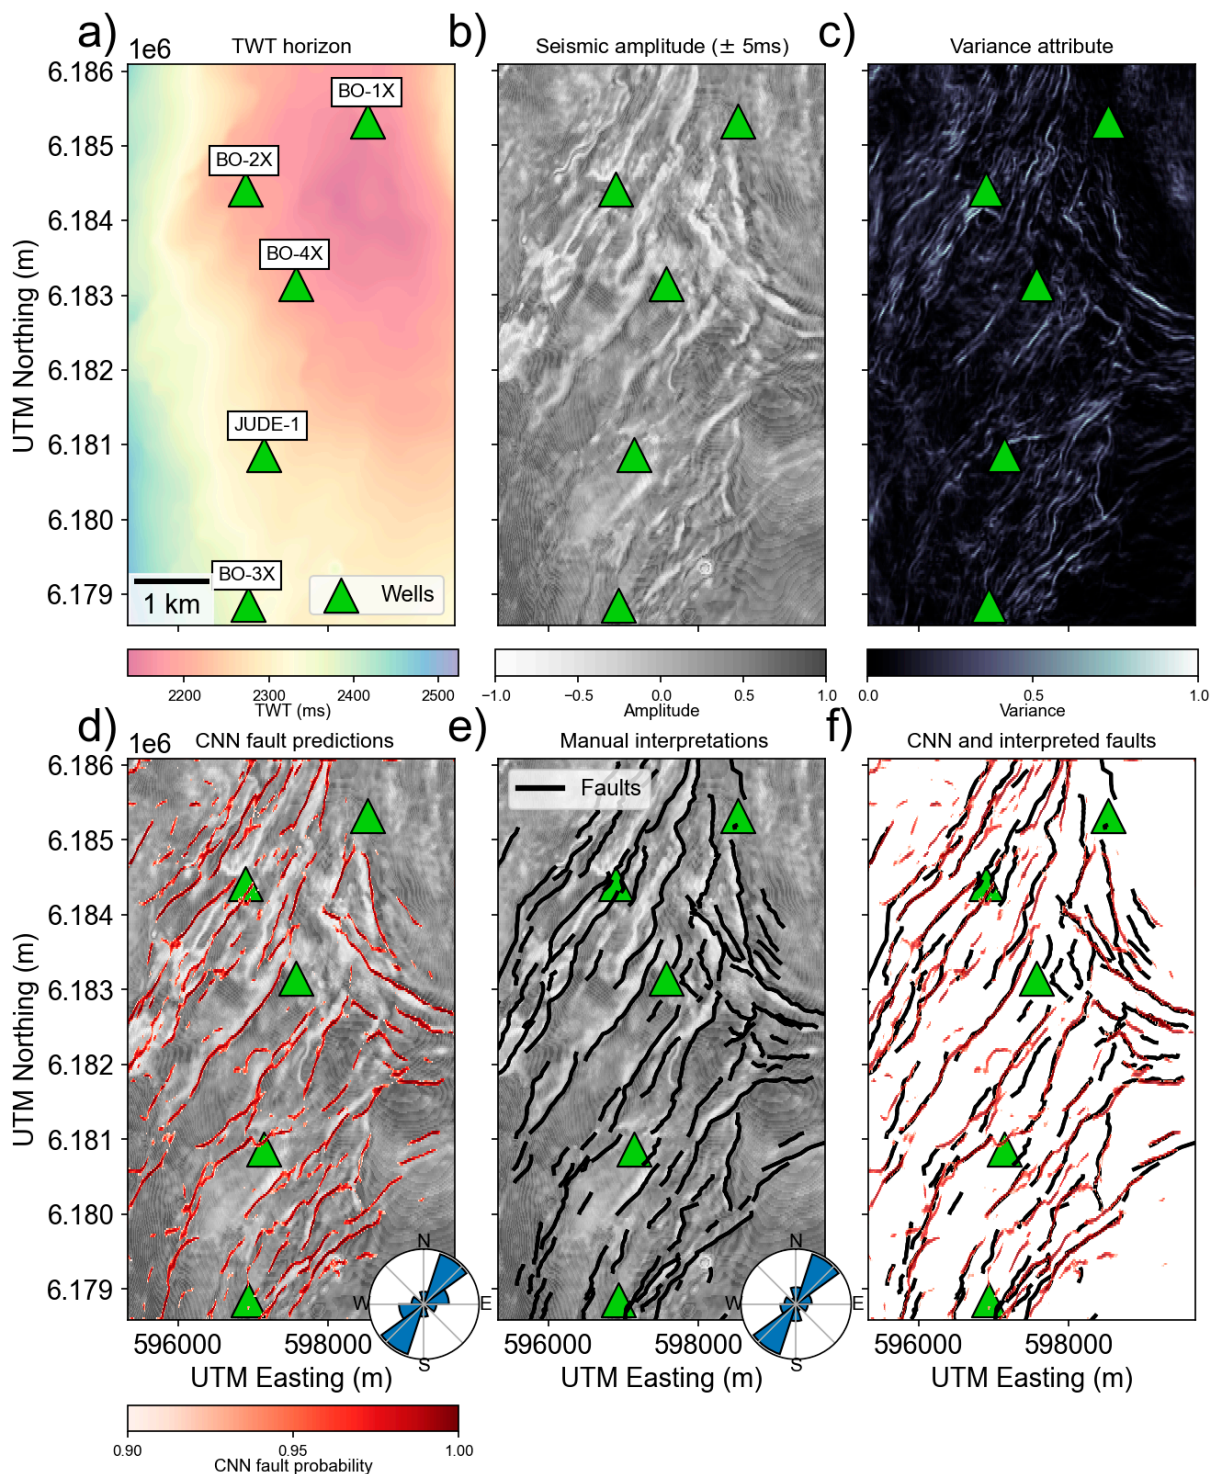 a)
1e6
TWT horizon
b)
Seismic amplitude (± 5ms)
c)
Variance attribute
6.186
6.185
6.184
6.183
6.182
6.181
6.180
6.179
UTM Northing (m)
BO-1X
BO-2X
BO-4X
JUDE-1
BO-3X
1 km
Wells
2200
2300
2400
2500
TWT (ms)
−1.0
−0.5
0.0
0.5
1.0
Amplitude
0.0
0.5
1.0
Variance
d)
1e6
CNN fault predictions
e)
Manual interpretations
f)
CNN and interpreted faults
6.186
6.185
6.184
6.183
6.182
6.181
6.180
6.179
UTM Northing (m)
Faults
N
W
E
S
N
W
E
S
596000
598000
596000
598000
596000
598000
UTM Easting (m)
UTM Easting (m)
UTM Easting (m)
0.90
0.95
1.00
CNN fault probability